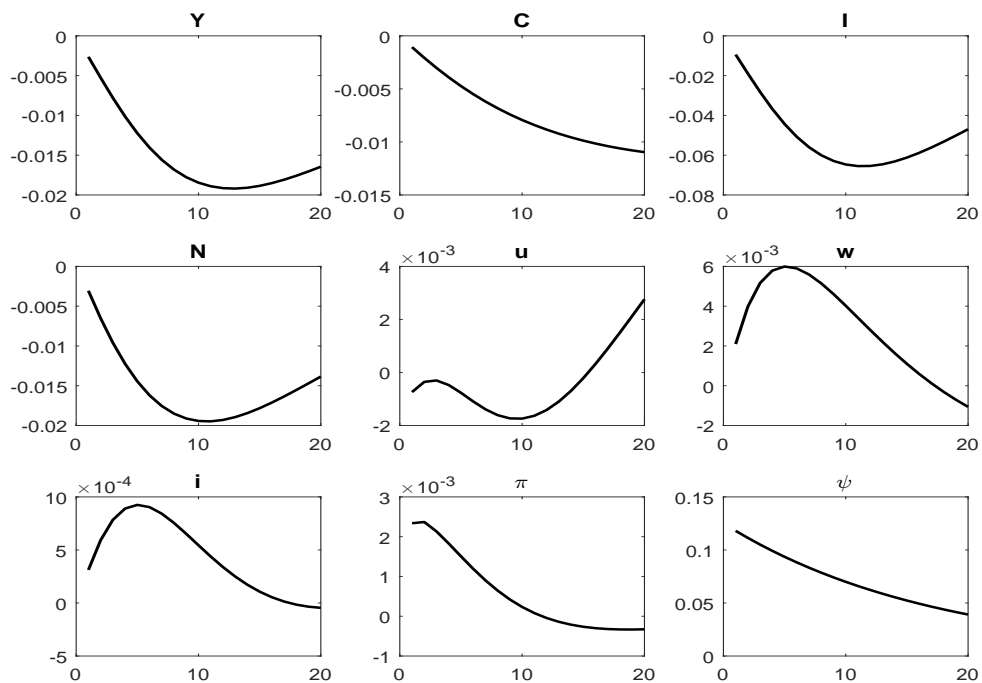 Y C I
0 0 0
-0.005 -0.005 -0.02
-0.01 -0.01 -0.04
-0.015 -0.06
-0.02 -0.015 -0.08
0 10 20 0 10 20 0 10 20
N u w
×10⁻³ ×10⁻³
0 4 6
-0.005 2 4
-0.01 2
-0.015 0 0
-0.02 -2 -2
0 10 20 0 10 20 0 10 20
i π ψ
×10⁻⁴ ×10⁻³
10 3 0.15
5 2 0.1
0 1 0.05
0
-5 -1 0
0 10 20 0 10 20 0 10 20